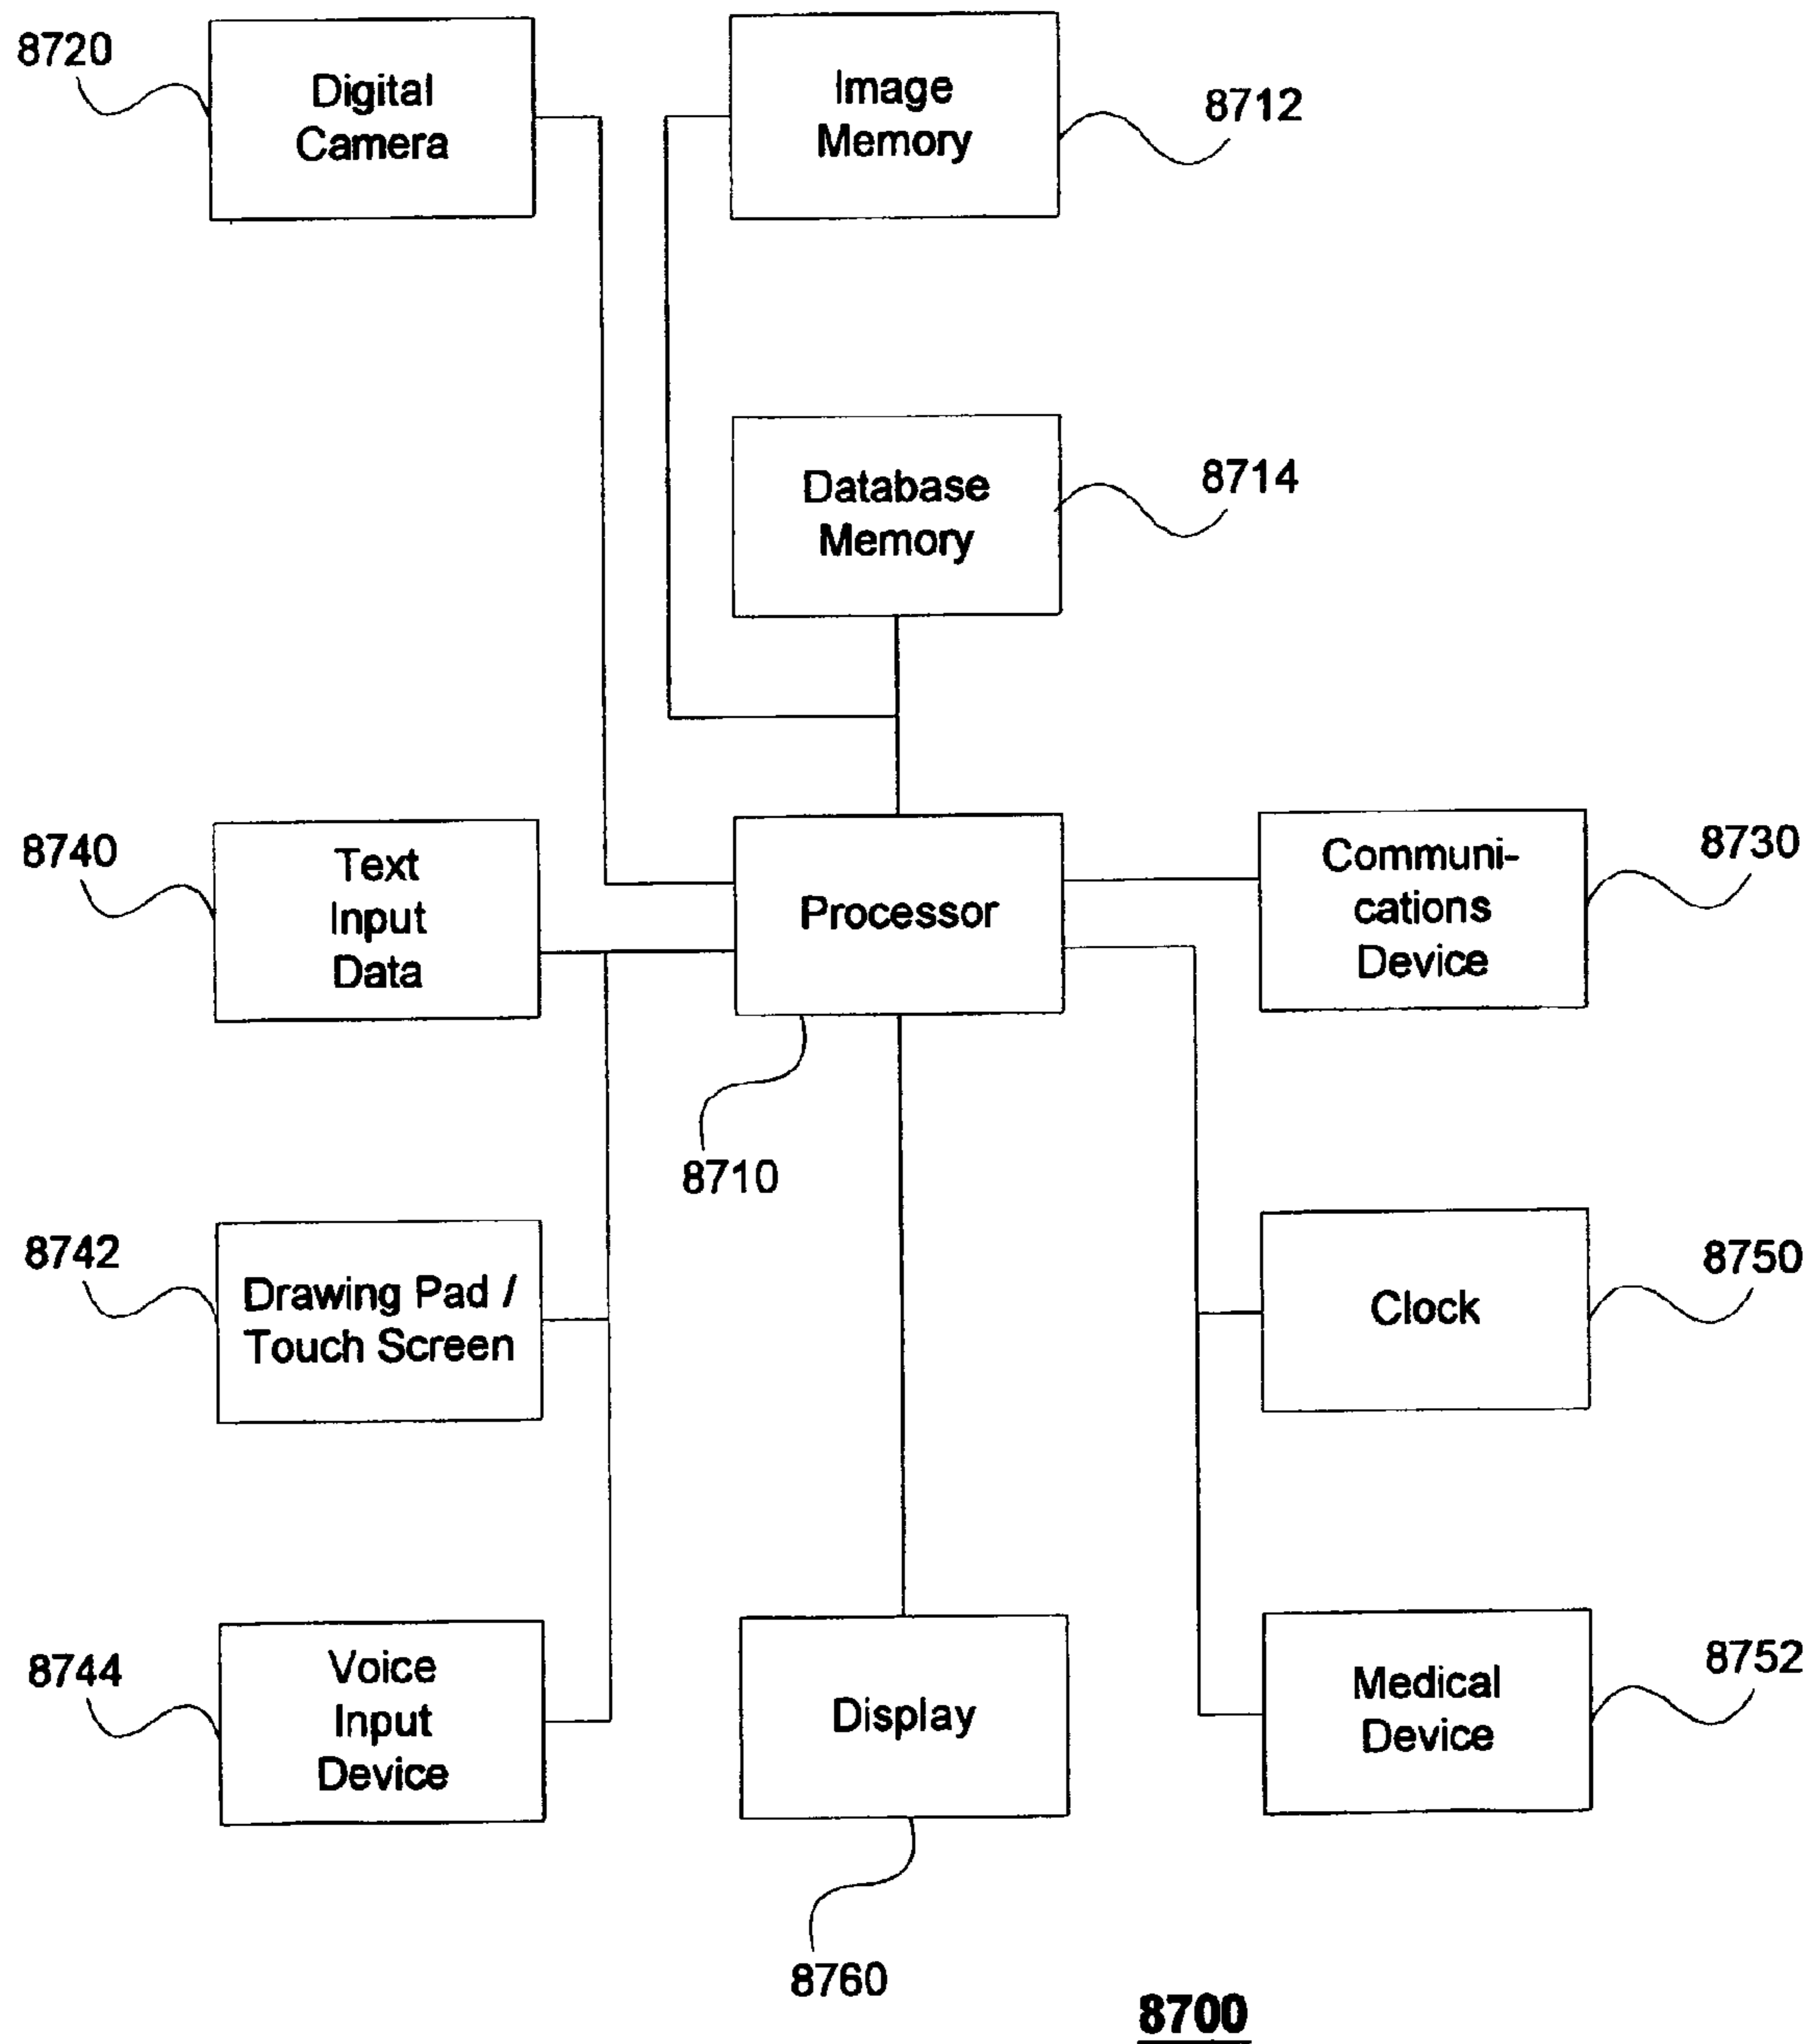 8720
Digital
Camera
Image
Memory
8712
Database
Memory
8714
8740
Text
Input
Data
Processor
8710
Communi-
cations
Device
8730
8742
Drawing Pad /
Touch Screen
Clock
8750
8744
Voice
Input
Device
Display
8760
Medical
Device
8752
8700